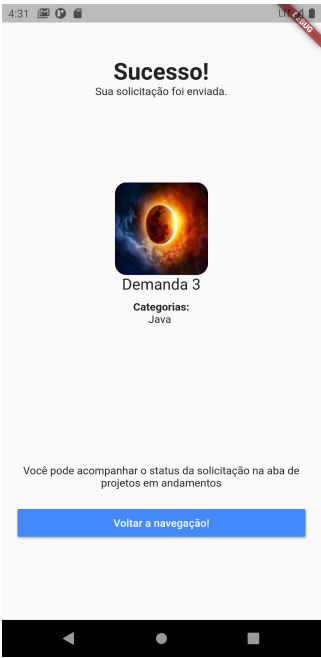 4:31
LTE
DEBUG
Sucesso!
Sua solicitação foi enviada.
Demanda 3
Categorias:
Java
Você pode acompanhar o status da solicitação na aba de
projetos em andamentos
Voltar a navegação!